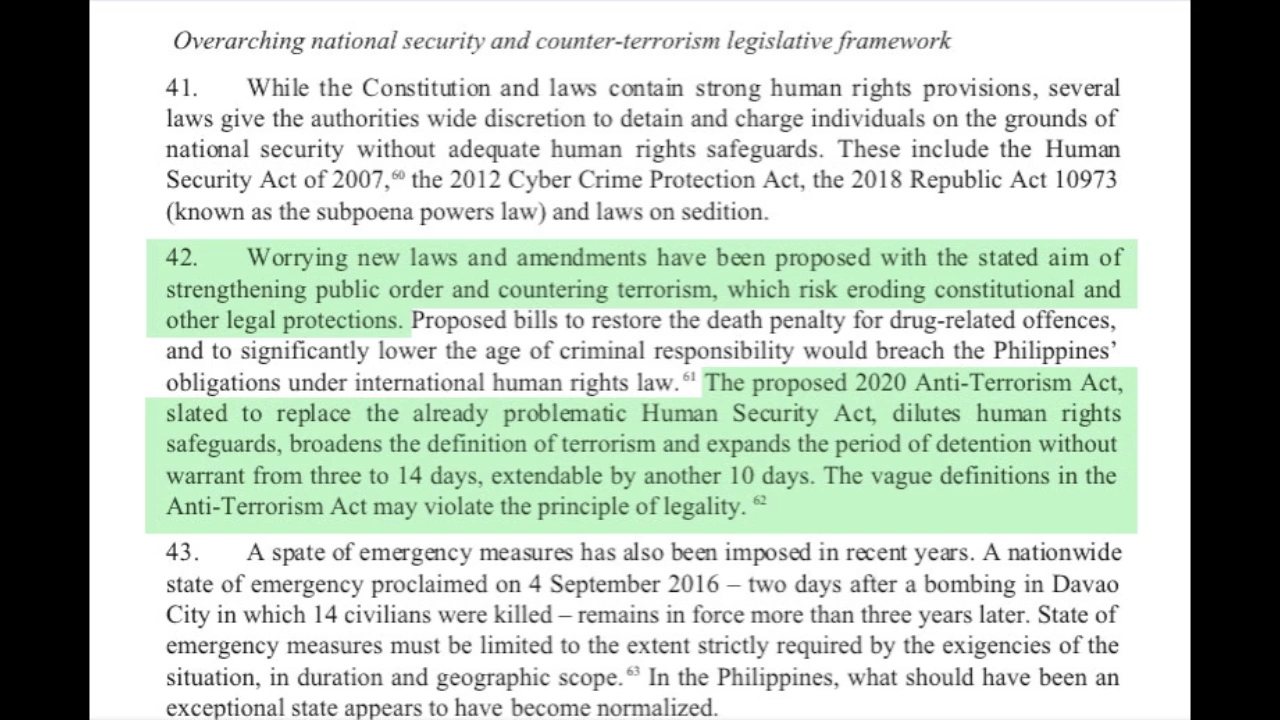 Overarching national security and counter-terrorism legislative framework
41. While the Constitution and laws contain strong human rights provisions, several
laws give the authorities wide discretion to detain and charge individuals on the grounds of
national security without adequate human rights safeguards. These include the Human
Security Act of 2007,⁶⁰ the 2012 Cyber Crime Protection Act, the 2018 Republic Act 10973
(known as the subpoena powers law) and laws on sedition.
42. Worrying new laws and amendments have been proposed with the stated aim of
strengthening public order and countering terrorism, which risk eroding constitutional and
other legal protections. Proposed bills to restore the death penalty for drug-related offences,
and to significantly lower the age of criminal responsibility would breach the Philippines’
obligations under international human rights law.⁶¹ The proposed 2020 Anti-Terrorism Act,
slated to replace the already problematic Human Security Act, dilutes human rights
safeguards, broadens the definition of terrorism and expands the period of detention without
warrant from three to 14 days, extendable by another 10 days. The vague definitions in the
Anti-Terrorism Act may violate the principle of legality. ⁶²
43. A spate of emergency measures has also been imposed in recent years. A nationwide
state of emergency proclaimed on 4 September 2016 – two days after a bombing in Davao
City in which 14 civilians were killed – remains in force more than three years later. State of
emergency measures must be limited to the extent strictly required by the exigencies of the
situation, in duration and geographic scope.⁶³ In the Philippines, what should have been an
exceptional state appears to have become normalized.